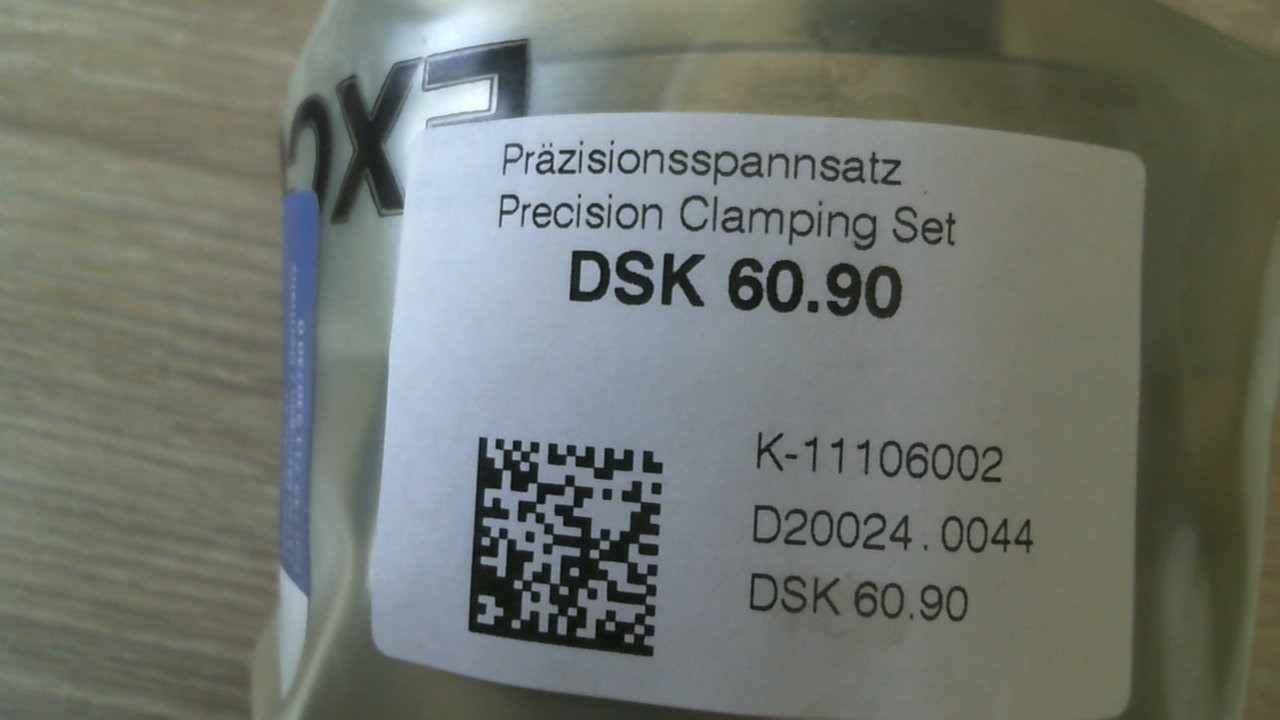 Präzisionsspannsatz
Precision Clamping Set
DSK 60.90
K-11106002
D20024.0044
DSK 60.90